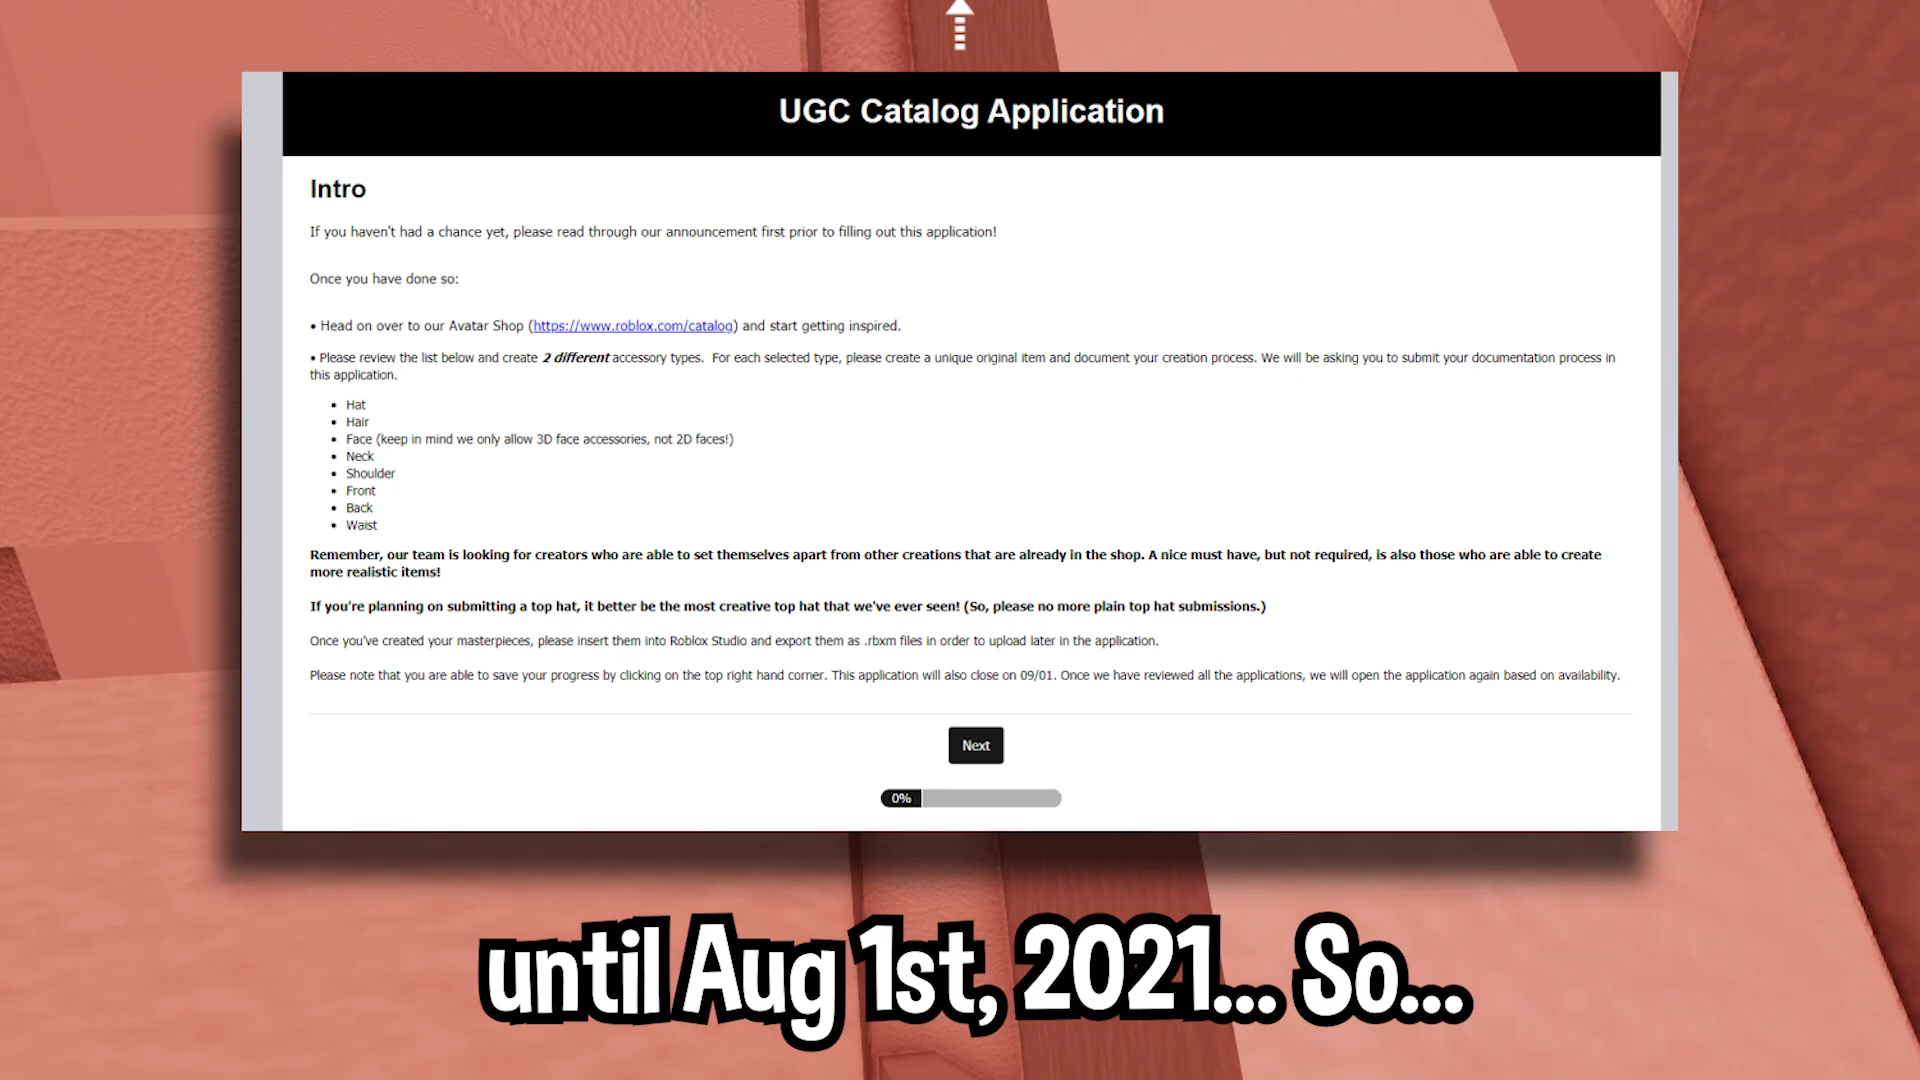 UGC Catalog Application
Intro
If you haven't had a chance yet, please read through our announcement first prior to filling out this application!
Once you have done so:
• Head on over to our Avatar Shop (https://www.roblox.com/catalog) and start getting inspired.
• Please review the list below and create 2 different accessory types.  For each selected type, please create a unique original item and document your creation process. We will be asking you to submit your documentation process in
this application.
• Hat
• Hair
• Face (keep in mind we only allow 3D face accessories, not 2D faces!)
• Neck
• Shoulder
• Front
• Back
• Waist
Remember, our team is looking for creators who are able to set themselves apart from other creations that are already in the shop. A nice must have, but not required, is also those who are able to create
more realistic items!
If you're planning on submitting a top hat, it better be the most creative top hat that we've ever seen! (So, please no more plain top hat submissions.)
Once you've created your masterpieces, please insert them into Roblox Studio and export them as .rbxm files in order to upload later in the application.
Please note that you are able to save your progress by clicking on the top right hand corner. This application will also close on 09/01. Once we have reviewed all the applications, we will open the application again based on availability.
Next
0%
until Aug 1st, 2021... So...